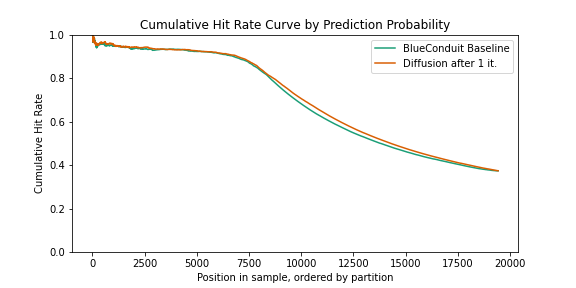 Cumulative Hit Rate Curve by Prediction Probability
1.0
0.8
0.6
0.4
0.2
0.0
Cumulative Hit Rate
BlueConduit Baseline
Diffusion after 1 it.
0 2500 5000 7500 10000 12500 15000 17500 20000
Position in sample, ordered by partition